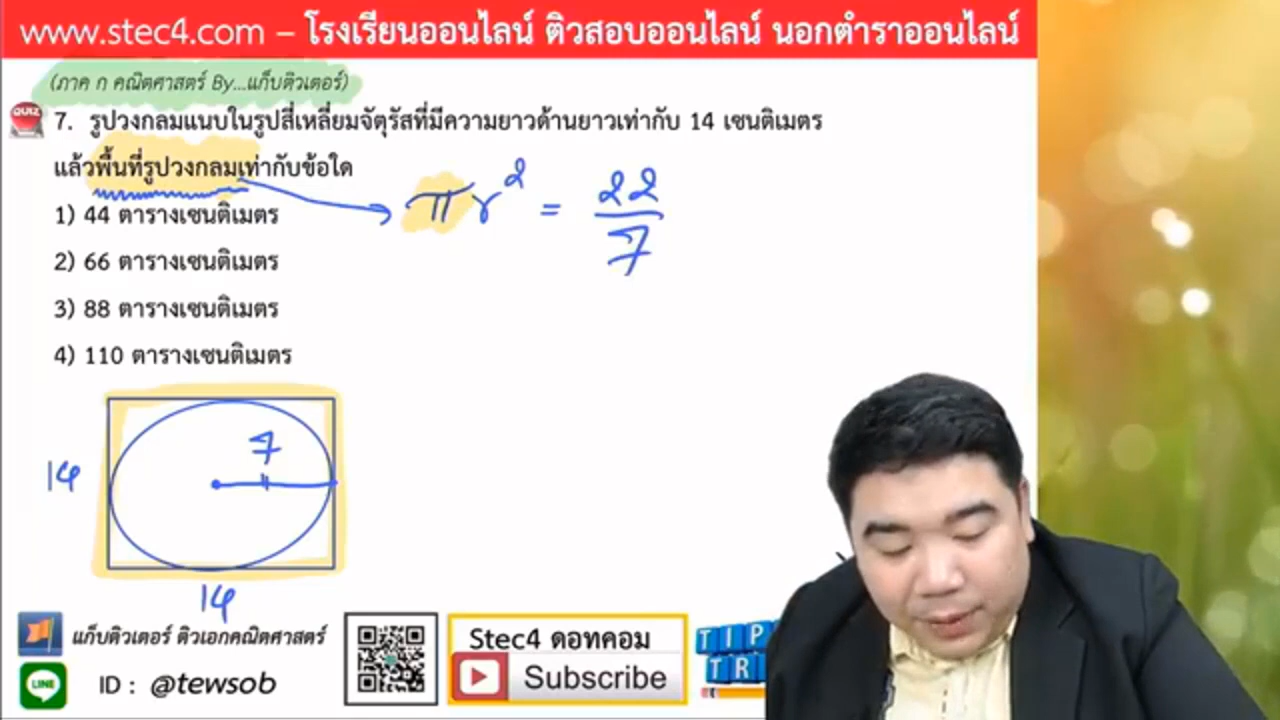 www.stec4.com – โรงเรียนออนไลน์ ติวสอบออนไลน์ นอกตำราออนไลน์
(ภาค ก คณิตศาสตร์ By...แก็บติวเตอร์)
QUIZ
7. รูปวงกลมแนบในรูปสี่เหลี่ยมจัตุรัสที่มีความยาวด้านยาวเท่ากับ 14 เซนติเมตร
แล้วพื้นที่รูปวงกลมเท่ากับข้อใด
πr² = 22/7
1) 44 ตารางเซนติเมตร
2) 66 ตารางเซนติเมตร
3) 88 ตารางเซนติเมตร
4) 110 ตารางเซนติเมตร
7
14
14
แก็บติวเตอร์ ติวเอกคณิตศาสตร์
Stec4 ดอทคอม
TIP
TRI
Subscribe
LINE
ID : @tewsob